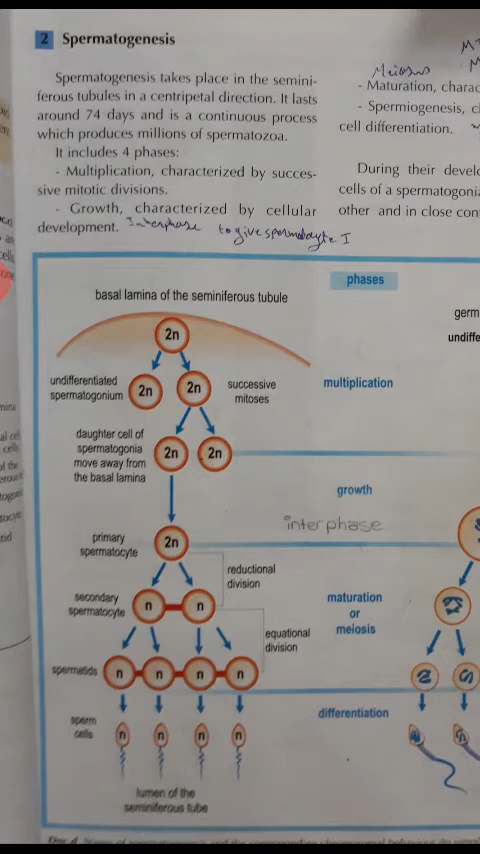 2 Spermatogenesis
Spermatogenesis takes place in the semini-
ferous tubules in a centripetal direction. It lasts
around 74 days and is a continuous process
which produces millions of spermatozoa.
It includes 4 phases:
- Multiplication, characterized by succes-
sive mitotic divisions.
- Growth, characterized by cellular
development. Interphase to give spermatocyte I
Meiosis
- Maturation, charac
- Spermiogenesis, c
cell differentiation.
During their devel
cells of a spermatogonia
other and in close con
phases
basal lamina of the seminiferous tubule
germ
undiffe
2n
undifferentiated
spermatogonium
2n
2n
successive
mitoses
multiplication
daughter cell of
spermatogonia
move away from
the basal lamina
2n
2n
growth
interphase
primary
spermatocyte
2n
reductional
division
secondary
spermatocyte
n
n
maturation
or
meiosis
equational
division
spermatids
n
n
n
n
differentiation
sperm
cells
n
n
n
n
lumen of the
seminiferous tube